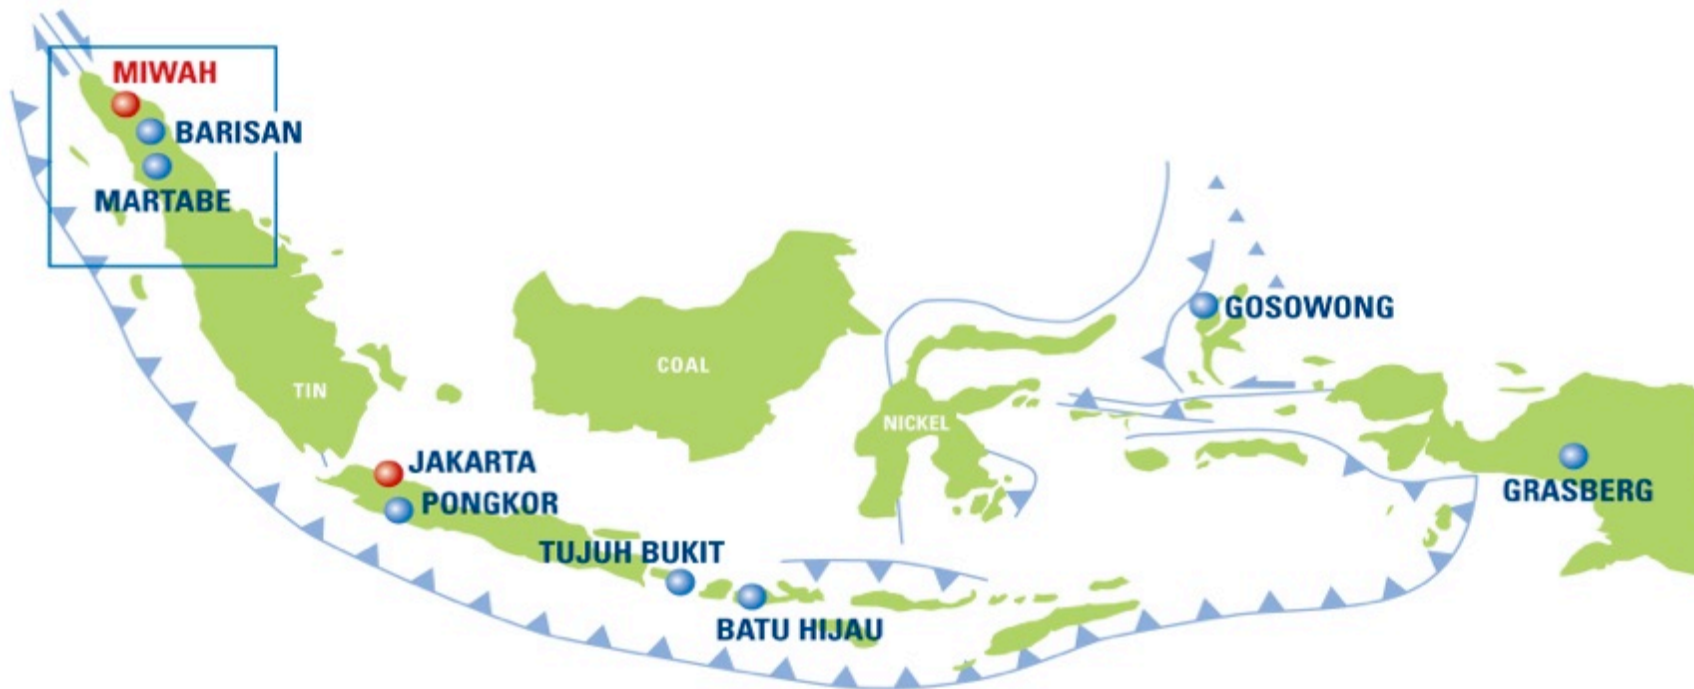 MIWAH
BARISAN
MARTABE
GOSOWONG
COAL
TIN
NICKEL
JAKARTA
PONGKOR
GRASBERG
TUJUH BUKIT
BATU HIJAU